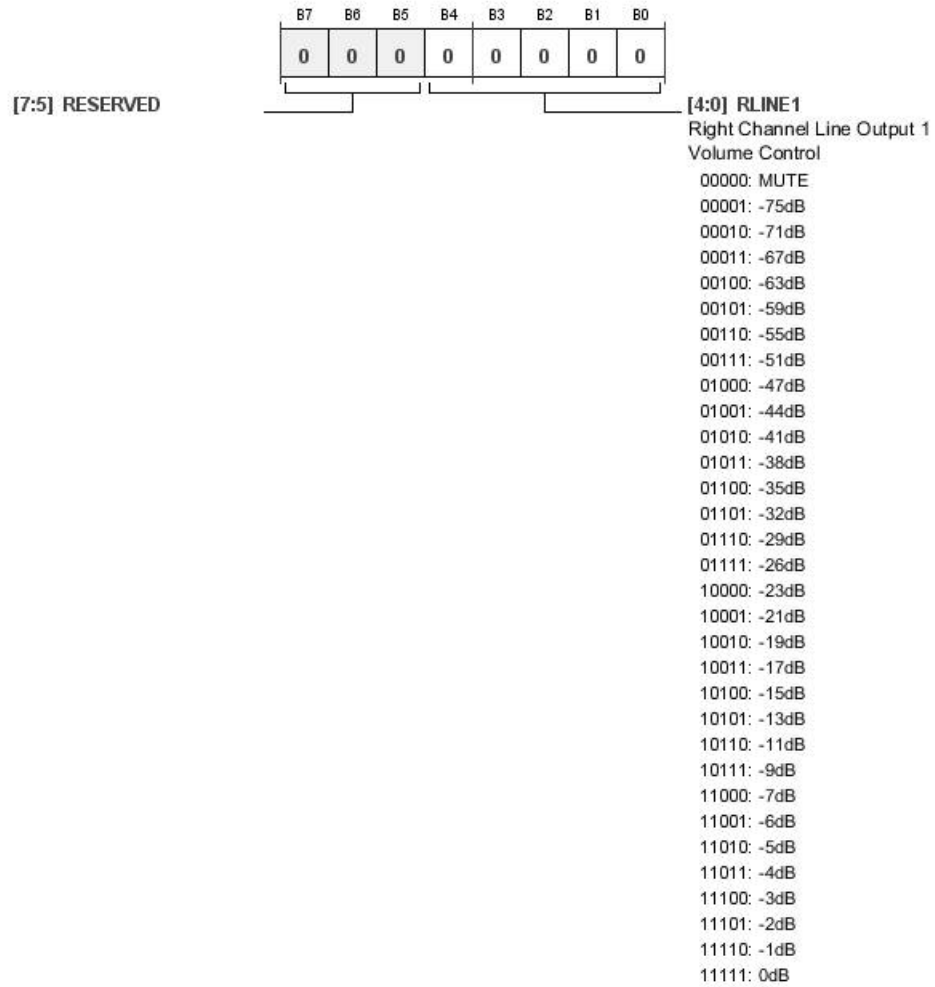 B7 B6 B5 B4 B3 B2 B1 B0
0 0 0 0 0 0 0 0
[7:5] RESERVED
[4:0] RLINE1
Right Channel Line Output 1
Volume Control
00000: MUTE
00001: -75dB
00010: -71dB
00011: -67dB
00100: -63dB
00101: -59dB
00110: -55dB
00111: -51dB
01000: -47dB
01001: -44dB
01010: -41dB
01011: -38dB
01100: -35dB
01101: -32dB
01110: -29dB
01111: -26dB
10000: -23dB
10001: -21dB
10010: -19dB
10011: -17dB
10100: -15dB
10101: -13dB
10110: -11dB
10111: -9dB
11000: -7dB
11001: -6dB
11010: -5dB
11011: -4dB
11100: -3dB
11101: -2dB
11110: -1dB
11111: 0dB